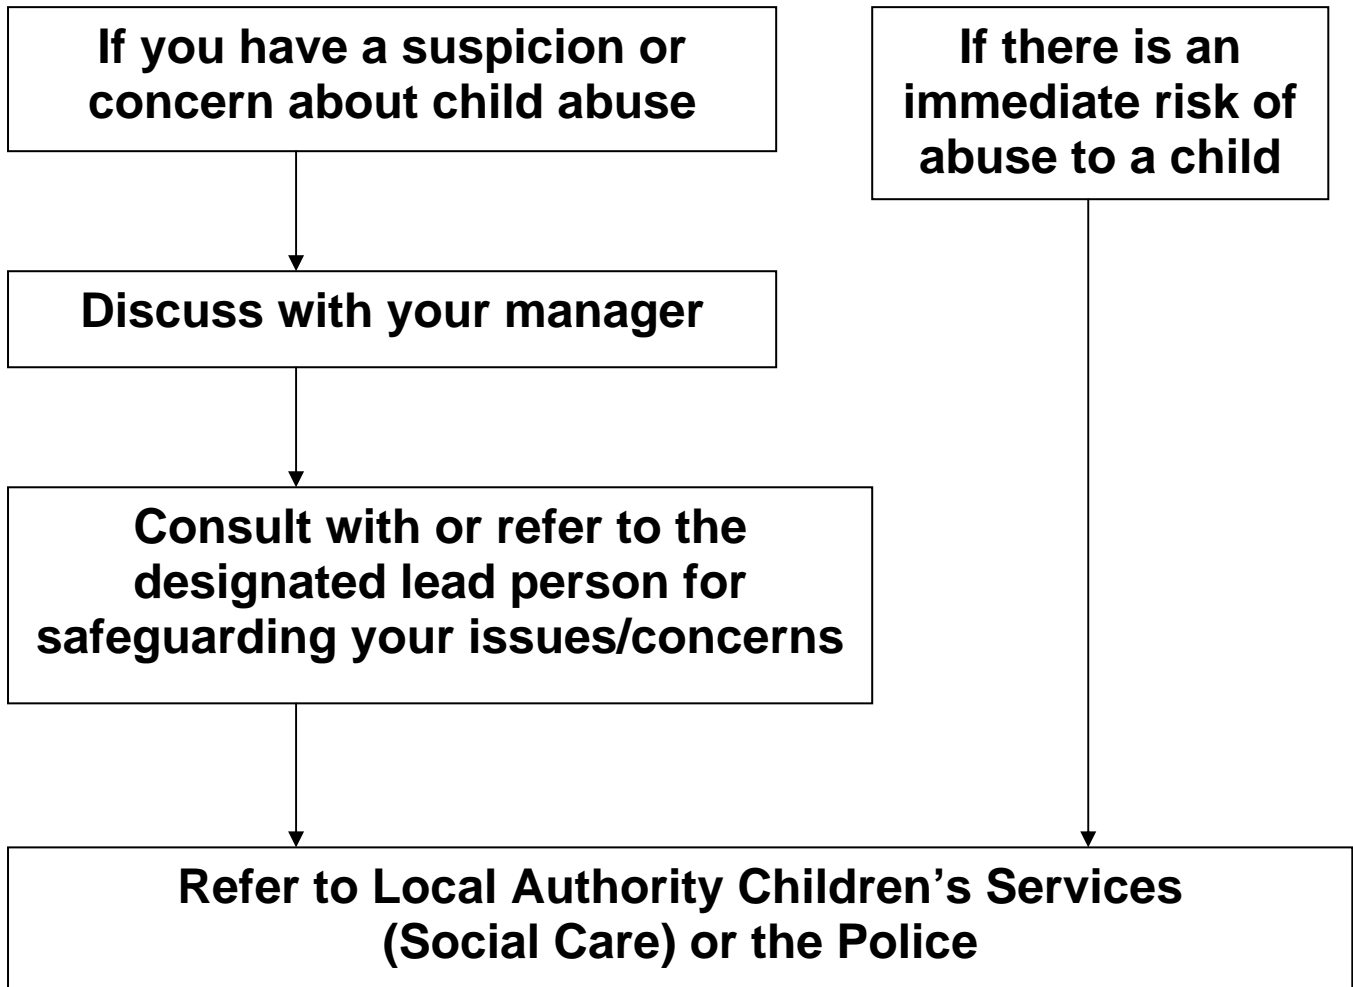 If you have a suspicion or
concern about child abuse
If there is an
immediate risk of
abuse to a child
Discuss with your manager
Consult with or refer to the
designated lead person for
safeguarding your issues/concerns
Refer to Local Authority Children’s Services
(Social Care) or the Police